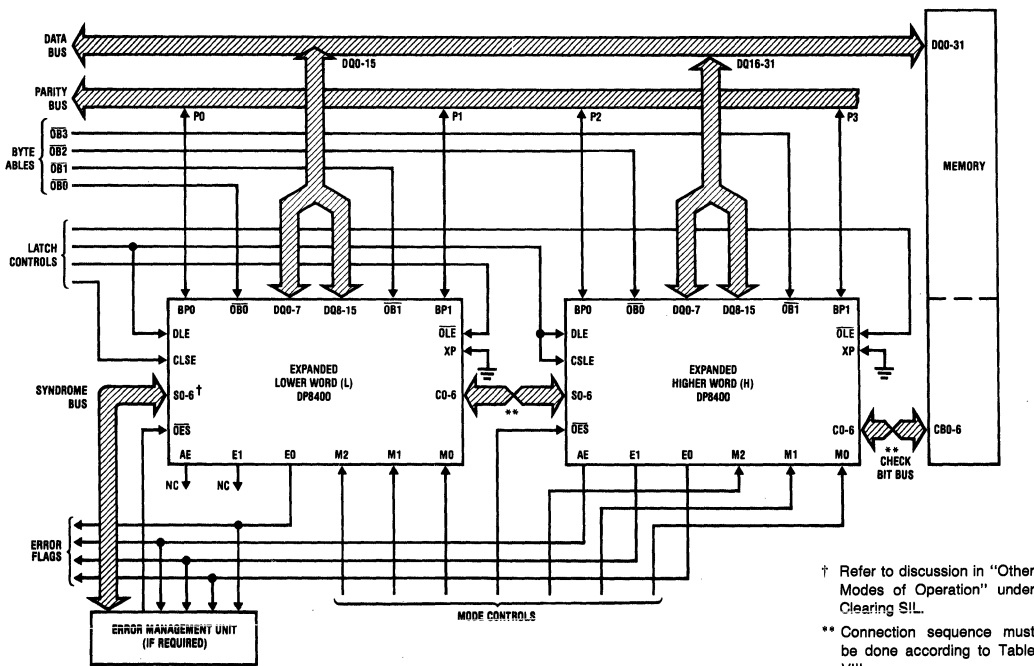 DATA
BUS
DQ0-31
DQ0-15
DQ16-31
PARITY
BUS
P0
P1
P2
P3
BYTE
ABLES
OB3
OB2
OB1
OB0
MEMORY
LATCH
CONTROLS
BP0
OB0
DQ0-7
DQ8-15
OB1
BP1
DLE
OLE
XP
CLSE
EXPANDED
LOWER WORD (L)
DP8400
SYNDROME
BUS
S0-6 †
C0-6
**
OES
AE
E1
E0
M2
M1
M0
NC
NC
BP0
OB0
DQ0-7
DQ8-15
OB1
BP1
DLE
OLE
XP
CSLE
EXPANDED
HIGHER WORD (H)
DP8400
S0-6
C0-6
CB0-6
**
CHECK
BIT BUS
OES
AE
E1
E0
M2
M1
M0
ERROR
FLAGS
MODE CONTROLS
ERROR MANAGEMENT UNIT
(IF REQUIRED)
† Refer to discussion in "Other
Modes of Operation" under
Clearing SIL.
** Connection sequence must
be done according to Table